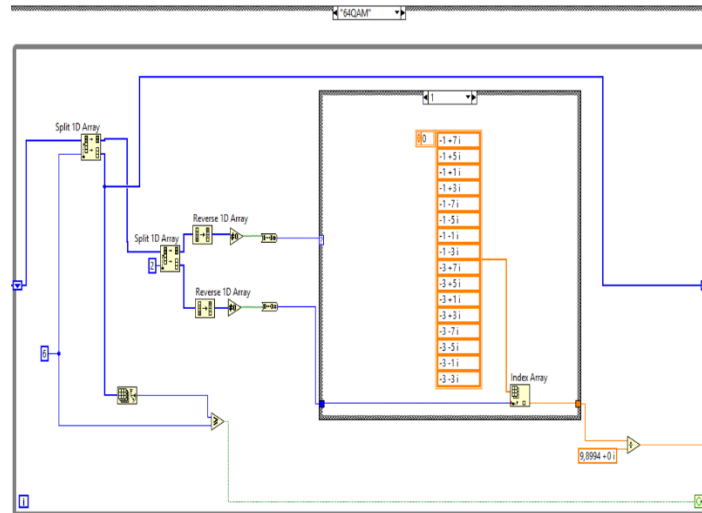 "64QAM"
Split 1D Array
1
0
-1 +7 i
-1 +5 i
-1 +1 i
-1 +3 i
-1 -7 i
-1 -5 i
-1 -1 i
-1 -3 i
-3 +7 i
-3 +5 i
-3 +1 i
-3 +3 i
-3 -7 i
-3 -5 i
-3 -1 i
-3 -3 i
Reverse 1D Array
Split 1D Array
2
Reverse 1D Array
6
Index Array
9,8994 +0 i
i